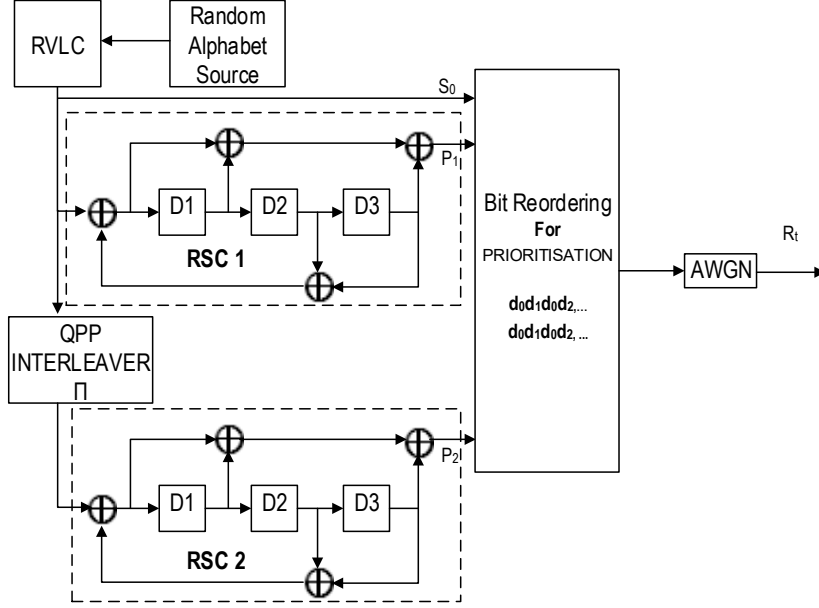 RVLC
Random
Alphabet
Source
S₀
P₁
D1
D2
D3
RSC 1
Bit Reordering
For
PRIORITISATION
d₀d₁d₀d₂,...
d₀d₁d₀d₂, ...
AWGN
Rₜ
QPP
INTERLEAVER
Π
P₂
D1
D2
D3
RSC 2